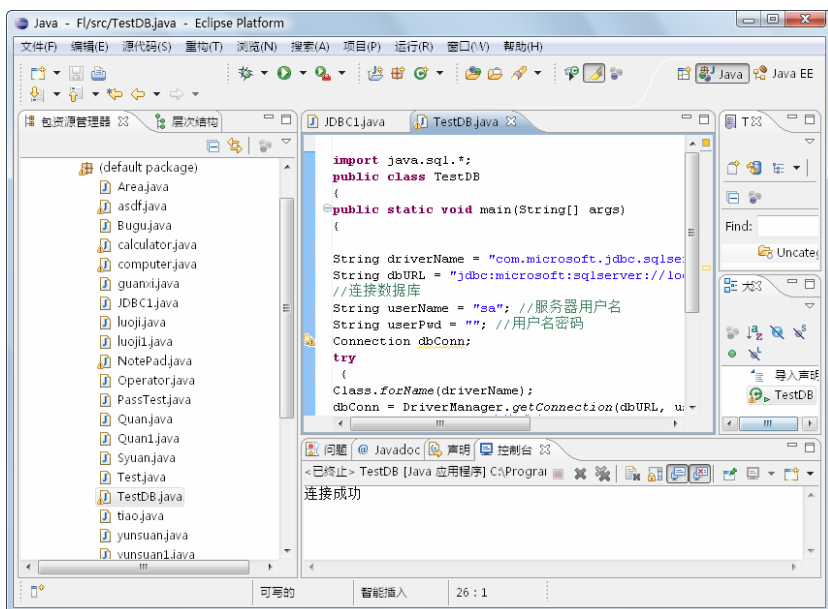 Java - Fl/src/TestDB.java - Eclipse Platform
文件(F) 编辑(E) 源代码(S) 重构(T) 浏览(N) 搜索(A) 项目(P) 运行(R) 窗口(W) 帮助(H)
Java Java EE
包资源管理器 层次结构
(default package)
Area.java
asdf.java
Bugu.java
calculator.java
computer.java
guanxi.java
JDBC1.java
luoji.java
luoji1.java
NotePad.java
Operator.java
PassTest.java
Quan.java
Quan1.java
Syuan.java
Test.java
TestDB.java
tiao.java
yunsuan.java
yunsuan1.java
JDBC1.java TestDB.java
import java.sql.*;
public class TestDB
{
public static void main(String[] args)
{
String driverName = "com.microsoft.jdbc.sqlse
String dbURL = "jdbc:microsoft:sqlserver://lo
//连接数据库
String userName = "sa"; //服务器用户名
String userPwd = ""; //用户名密码
Connection dbConn;
try
{
Class.forName(driverName);
dbConn = DriverManager.getConnection(dbURL, u
T
Find:
Uncateg
大
导入声明
TestDB
问题 @ Javadoc 声明 控制台
<已终止> TestDB [Java 应用程序] C:\Progra
连接成功
可写的 智能插入 26 : 1